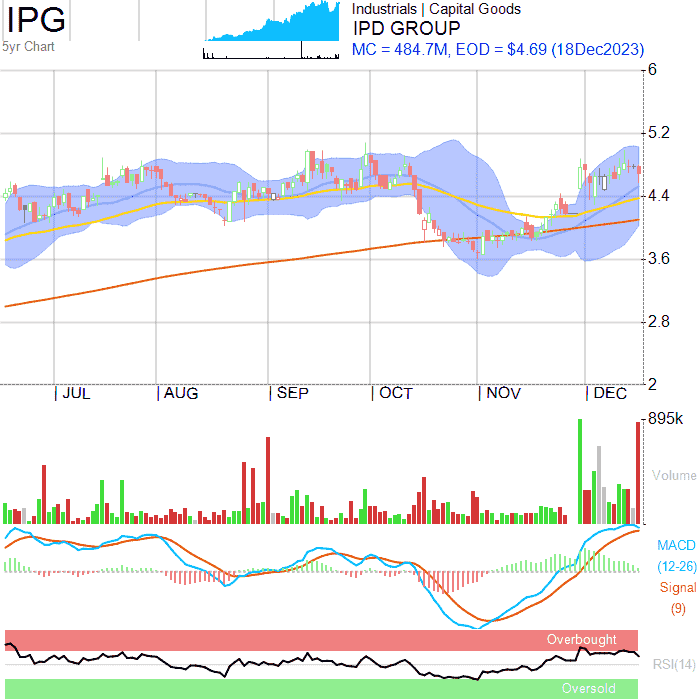 IPG
5yr Chart
Industrials | Capital Goods
IPD GROUP
MC = 484.7M, EOD = $4.69 (18Dec2023)
6
5.2
4.4
3.6
2.8
2
JUL AUG SEP OCT NOV DEC
895k
Volume
MACD
(12-26)
Signal
(9)
Overbought
RSI(14)
Oversold